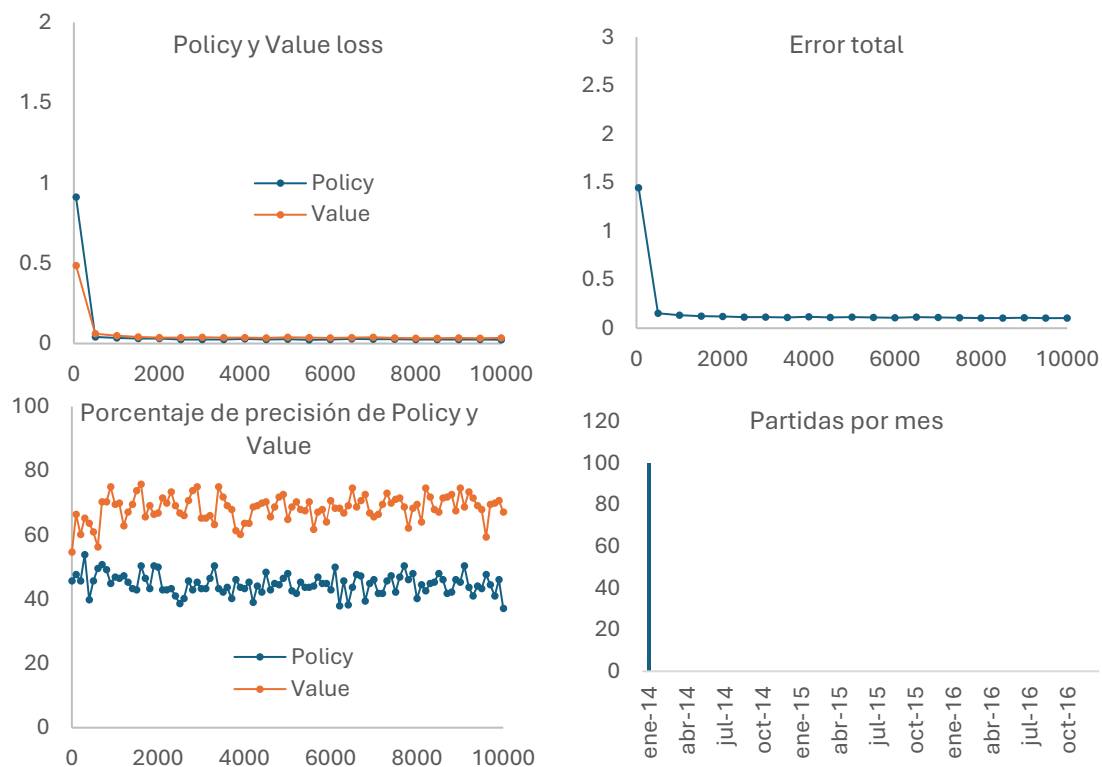 Policy y Value loss
2
1.5
1
0.5
0
Policy
Value
0 2000 4000 6000 8000 10000
Error total
3
2.5
2
1.5
1
0.5
0
0 2000 4000 6000 8000 10000
Porcentaje de precisión de Policy y
Value
100
80
60
40
20
0
Policy
Value
0 2000 4000 6000 8000 10000
Partidas por mes
120
100
80
60
40
20
0
ene-14
abr-14
jul-14
oct-14
ene-15
abr-15
jul-15
oct-15
ene-16
abr-16
jul-16
oct-16